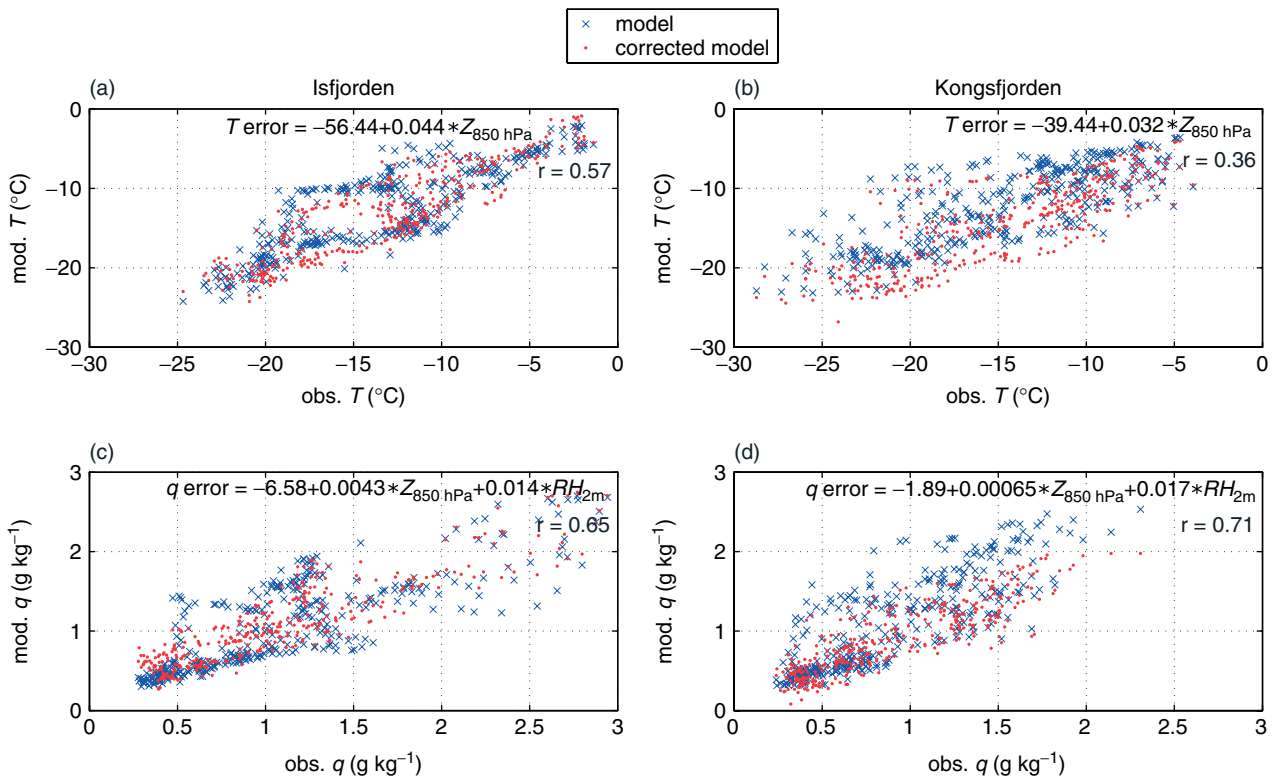 model
corrected model
(a)
Isfjorden
T error = −56.44+0.044*Z850 hPa
r = 0.57
mod. T (°C)
0
−10
−20
−30
−30 −25 −20 −15 −10 −5 0
obs. T (°C)
(b)
Kongsfjorden
T error = −39.44+0.032*Z850 hPa
r = 0.36
mod. T (°C)
0
−10
−20
−30
−30 −25 −20 −15 −10 −5 0
obs. T (°C)
(c)
q error = −6.58+0.0043*Z850 hPa+0.014*RH2m
r = 0.65
mod. q (g kg−1)
3
2
1
0
0 0.5 1 1.5 2 2.5 3
obs. q (g kg−1)
(d)
q error = −1.89+0.00065*Z850 hPa+0.017*RH2m
r = 0.71
mod. q (g kg−1)
3
2
1
0
0 0.5 1 1.5 2 2.5 3
obs. q (g kg−1)